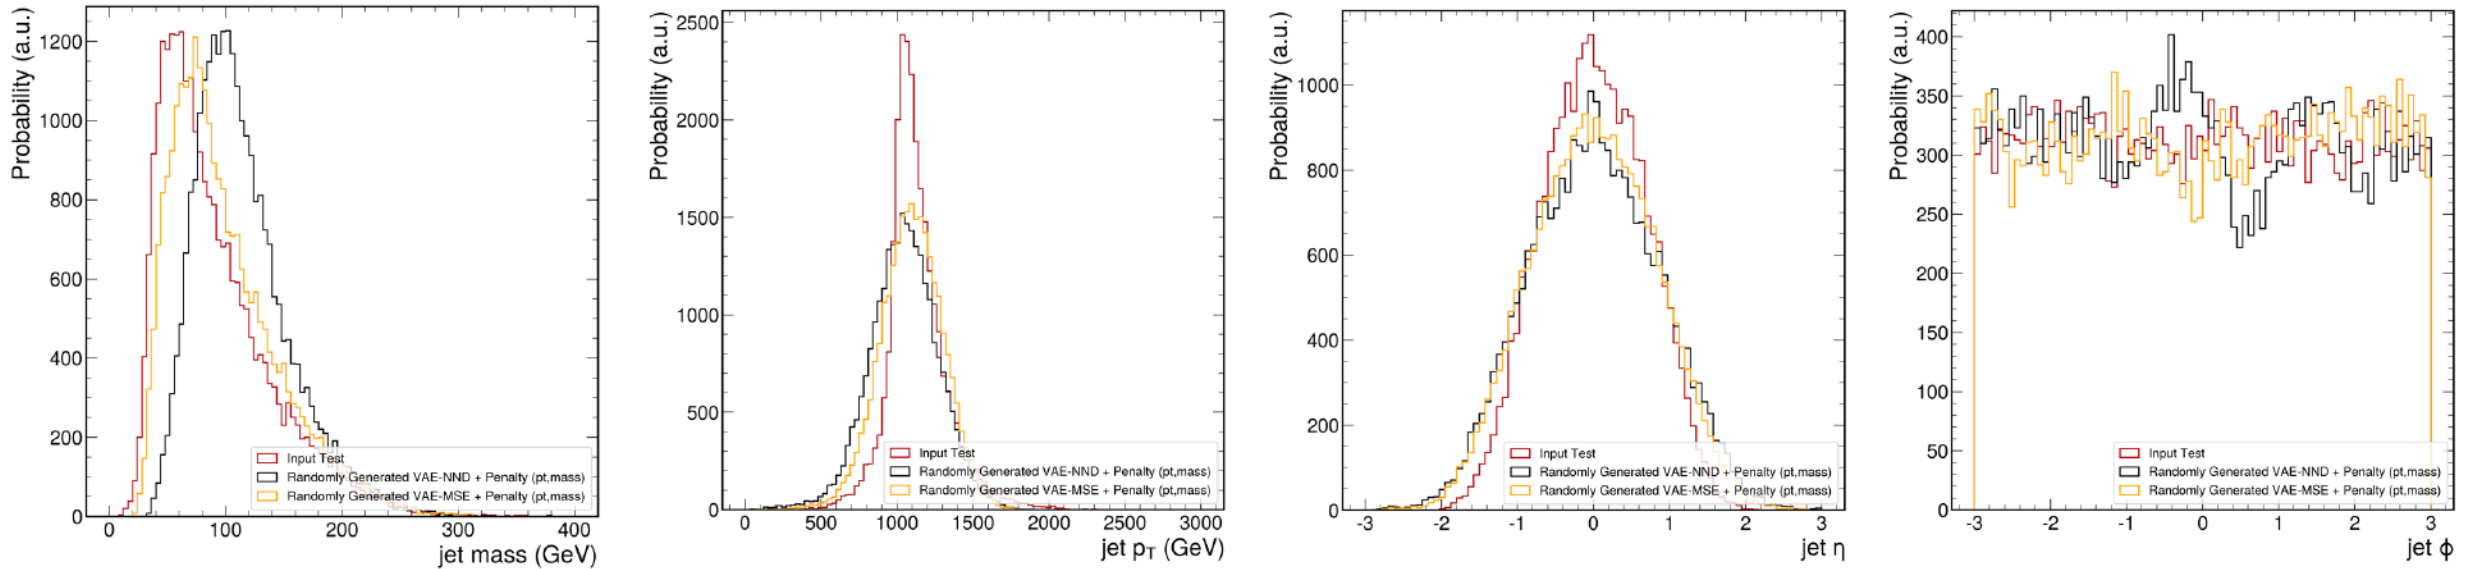 Probability (a.u.)
1200
1000
800
600
400
200
0
0
100
200
300
400
jet mass (GeV)
Input Test
Randomly Generated VAE-NND + Penalty (pt,mass)
Randomly Generated VAE-MSE + Penalty (pt,mass)
Probability (a.u.)
2500
2000
1500
1000
500
0
0
500
1000
1500
2000
2500
3000
jet pT (GeV)
Input Test
Randomly Generated VAE-NND + Penalty (pt,mass)
Randomly Generated VAE-MSE + Penalty (pt,mass)
Probability (a.u.)
1000
800
600
400
200
0
-3
-2
-1
0
1
2
3
jet η
Input Test
Randomly Generated VAE-NND + Penalty (pt,mass)
Randomly Generated VAE-MSE + Penalty (pt,mass)
Probability (a.u.)
400
350
300
250
200
150
100
50
0
-3
-2
-1
0
1
2
3
jet ϕ
Input Test
Randomly Generated VAE-NND + Penalty (pt,mass)
Randomly Generated VAE-MSE + Penalty (pt,mass)